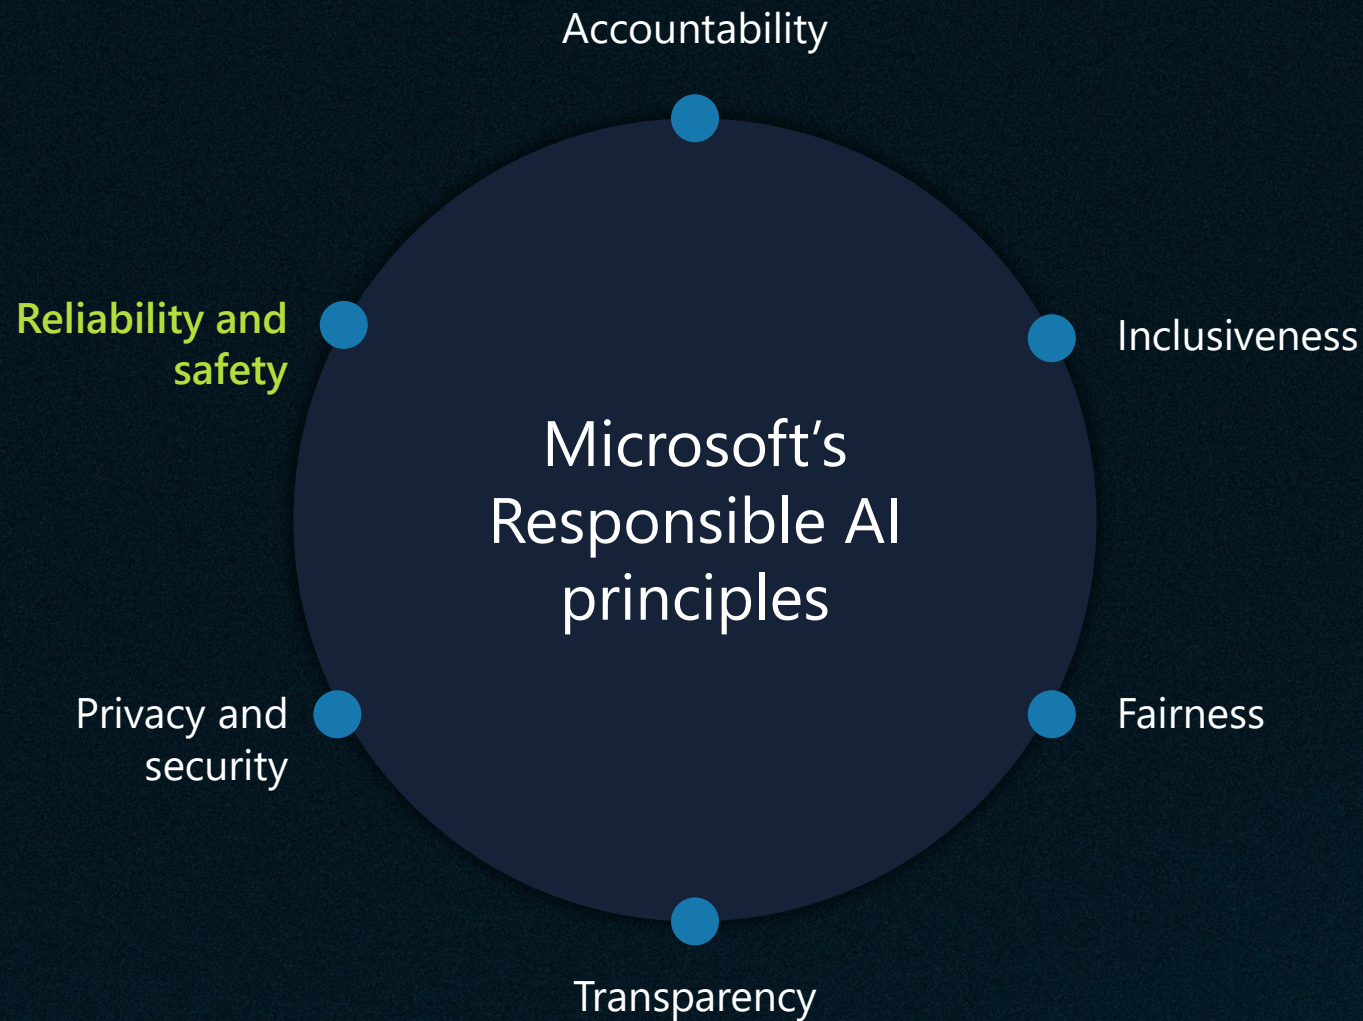 Accountability
Reliability and
safety
Inclusiveness
Microsoft’s
Responsible AI
principles
Privacy and
security
Fairness
Transparency